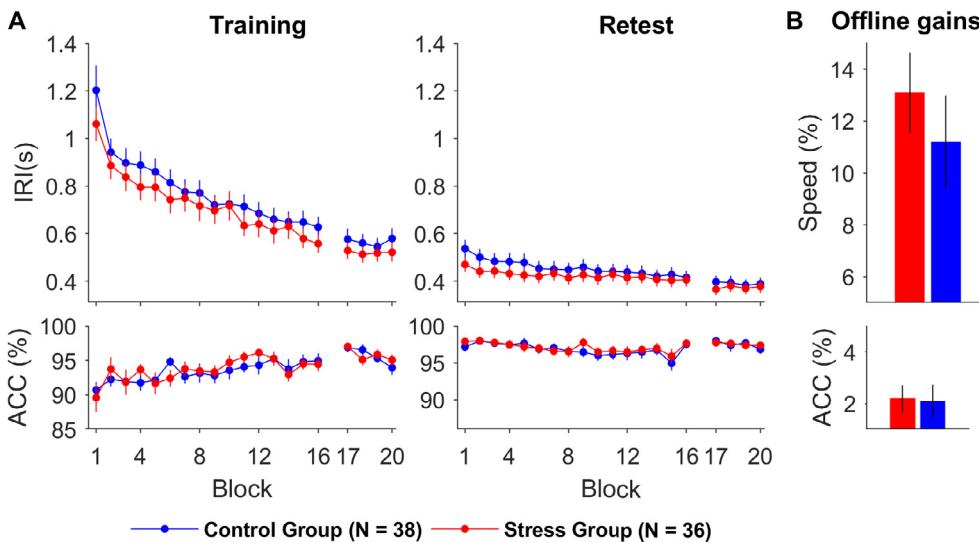 A Training Retest B Offline gains
1.4 1.4
1.2 1.2 14
1 1 12
IRI(s) Speed (%)
0.8 0.8 10
0.6 0.6 8
0.4 0.4 6
100 100
95 95 4
ACC (%) ACC (%)
90 90 2
85
1 4 8 12 16 17 20 1 4 8 12 16 17 20
Block Block
Control Group (N = 38) Stress Group (N = 36)